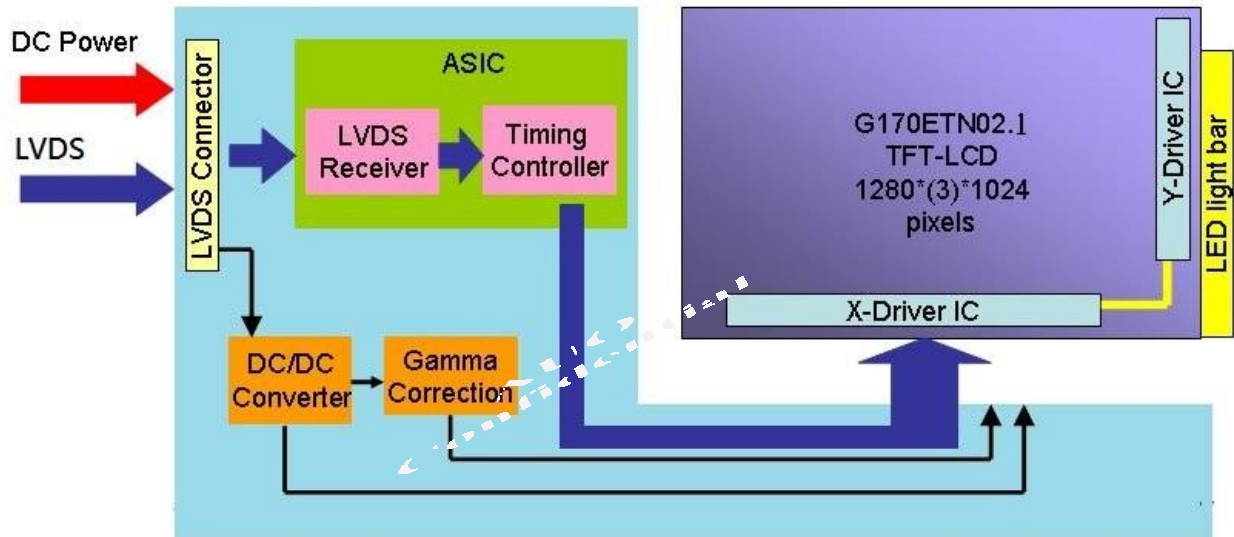 DC Power
LVDS
LVDS Connector
ASIC
LVDS
Receiver
Timing
Controller
DC/DC
Converter
Gamma
Correction
G170ETN02.1
TFT-LCD
1280*(3)*1024
pixels
X-Driver IC
Y-Driver IC
LED light bar